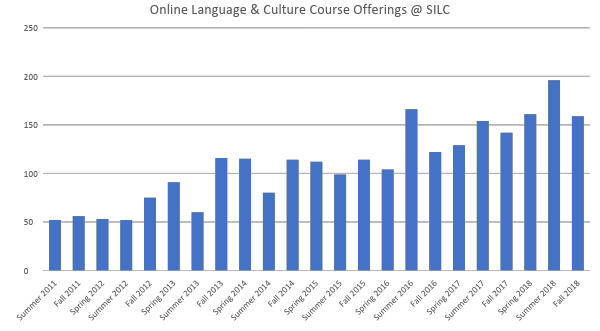 Online Language & Culture Course Offerings @ SILC
250
200
150
100
50
0
Summer 2011
Fall 2011
Spring 2012
Summer 2012
Fall 2012
Spring 2013
Summer 2013
Fall 2013
Spring 2014
Summer 2014
Fall 2014
Spring 2015
Summer 2015
Fall 2015
Spring 2016
Summer 2016
Fall 2016
Spring 2017
Summer 2017
Fall 2017
Spring 2018
Summer 2018
Fall 2018